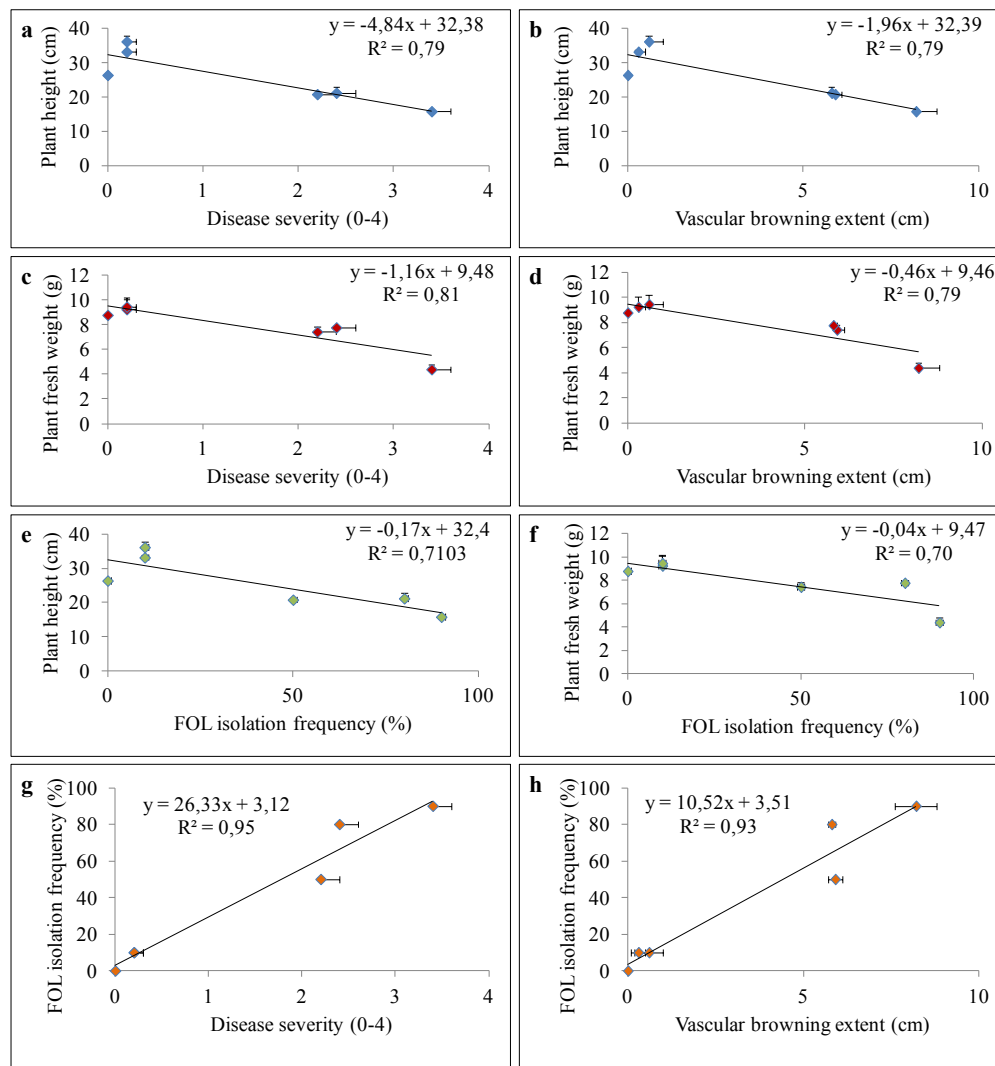 a
y = -4,84x + 32,38
R² = 0,79
Plant height (cm)
40
30
20
10
0
0 1 2 3 4
Disease severity (0-4)
b
y = -1,96x + 32,39
R² = 0,79
Plant height (cm)
40
30
20
10
0
0 5 10
Vascular browning extent (cm)
c
y = -1,16x + 9,48
R² = 0,81
Plant fresh weight (g)
12
10
8
6
4
2
0
0 1 2 3 4
Disease severity (0-4)
d
y = -0,46x + 9,46
R² = 0,79
Plant fresh weight (g)
12
10
8
6
4
2
0
0 5 10
Vascular browning extent (cm)
e
y = -0,17x + 32,4
R² = 0,7103
Plant height (cm)
40
30
20
10
0
0 50 100
FOL isolation frequency (%)
f
y = -0,04x + 9,47
R² = 0,70
Plant fresh weight (g)
12
10
8
6
4
2
0
0 50 100
FOL isolation frequency (%)
g
y = 26,33x + 3,12
R² = 0,95
FOL isolation frequency (%)
100
80
60
40
20
0
0 1 2 3 4
Disease severity (0-4)
h
y = 10,52x + 3,51
R² = 0,93
FOL isolation frequency (%)
100
80
60
40
20
0
0 5 10
Vascular browning extent (cm)